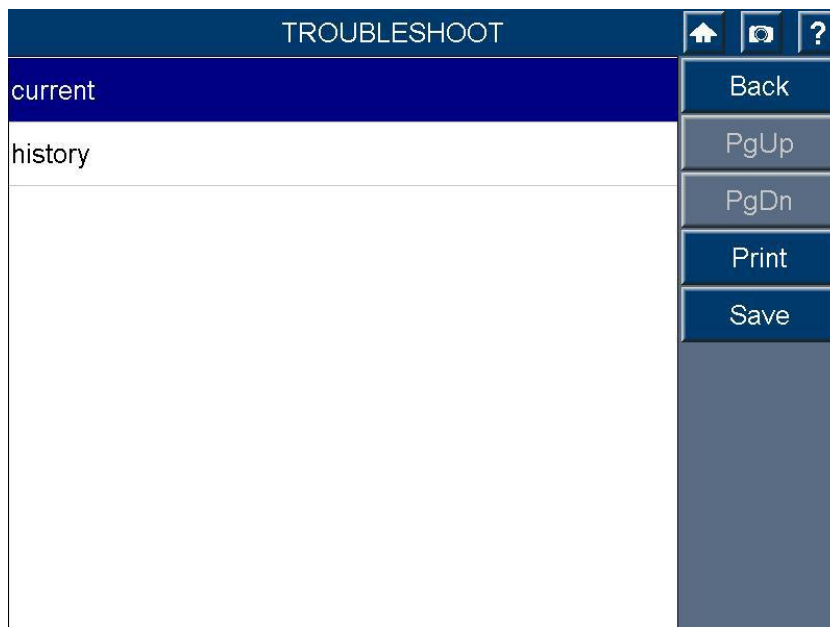 TROUBLESHOOT
?
current
history
Back
PgUp
PgDn
Print
Save